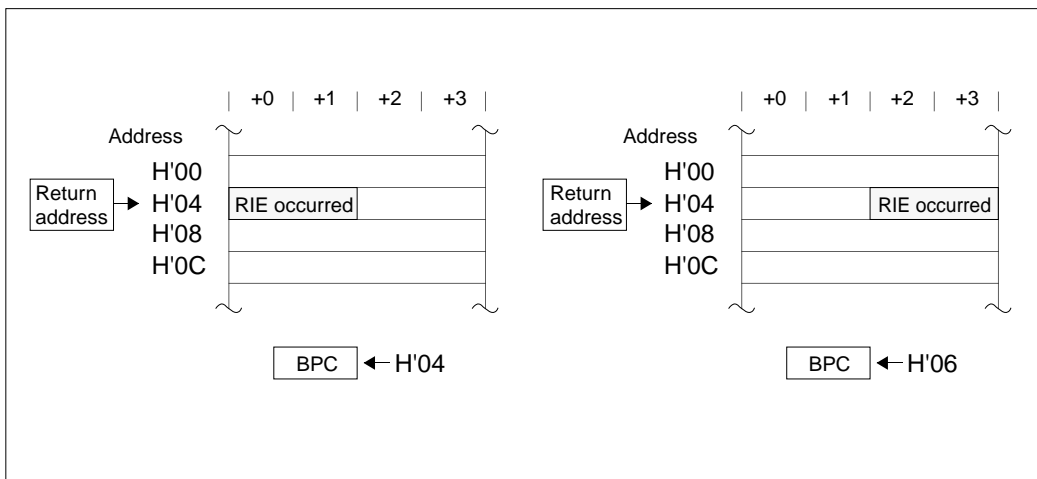 +0 +1 +2 +3
Address
H'00
Return address
H'04 RIE occurred
H'08
H'0C
BPC H'04
+0 +1 +2 +3
Address
H'00
Return address
H'04 RIE occurred
H'08
H'0C
BPC H'06